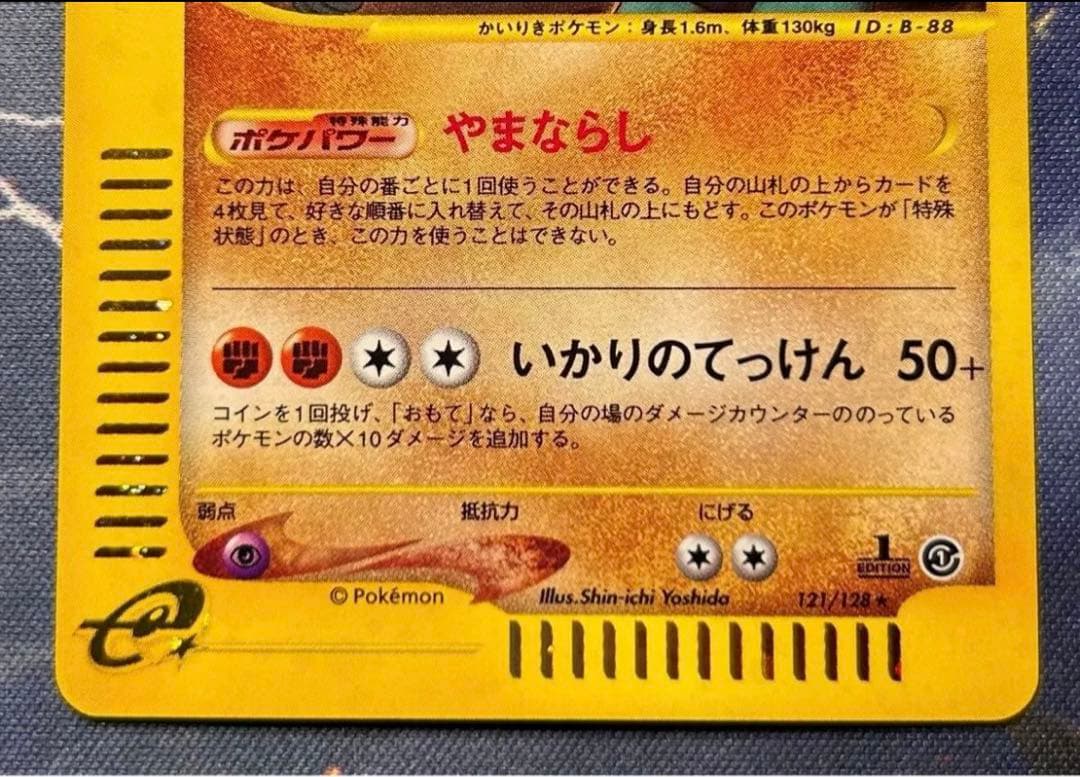 かいりきポケモン：身長1.6m、体重130kg ID:B-88
特殊能力
ポケパワー やまならし
この力は、自分の番ごとに1回使うことができる。自分の山札の上からカードを
4枚見て、好きな順番に入れ替えて、その山札の上にもどす。このポケモンが「特殊
状態」のとき、この力を使うことはできない。
いかりのてっけん 50+
コインを1回投げ、「おもて」なら、自分の場のダメージカウンターがのっている
ポケモンの数×10ダメージを追加する。
弱点 抵抗力 にげる
1
EDITION
1
©Pokémon Illus.Shin-ichi Yoshida 121/128★
e